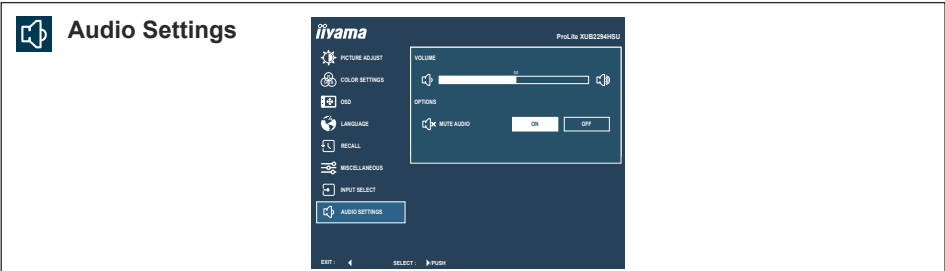 Audio Settings
iiyama
ProLite XUB2294HSU
PICTURE ADJUST
COLOR SETTINGS
OSD
LANGUAGE
RECALL
MISCELLANEOUS
INPUT SELECT
AUDIO SETTINGS
VOLUME
50
OPTIONS
MUTE AUDIO
ON
OFF
EXIT :
SELECT : /PUSH